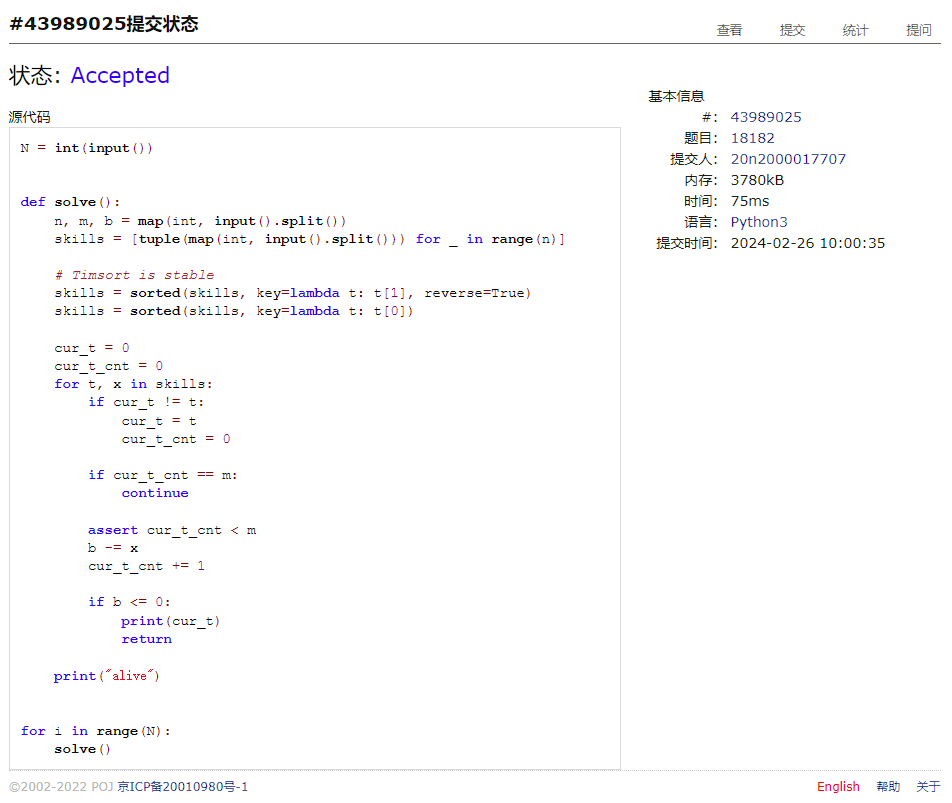 #43989025提交状态
查看 提交 统计 提问
状态: Accepted
源代码
N = int(input())
def solve():
    n, m, b = map(int, input().split())
    skills = [tuple(map(int, input().split())) for _ in range(n)]
    # Timsort is stable
    skills = sorted(skills, key=lambda t: t[1], reverse=True)
    skills = sorted(skills, key=lambda t: t[0])
    cur_t = 0
    cur_t_cnt = 0
    for t, x in skills:
        if cur_t != t:
            cur_t = t
            cur_t_cnt = 0
        if cur_t_cnt == m:
            continue
        assert cur_t_cnt < m
        b -= x
        cur_t_cnt += 1
        if b <= 0:
            print(cur_t)
            return
    print("alive")
for i in range(N):
    solve()
基本信息
#: 43989025
题目: 18182
提交人: 20n2000017707
内存: 3780kB
时间: 75ms
语言: Python3
提交时间: 2024-02-26 10:00:35
©2002-2022 POJ 京ICP备20010980号-1
English 帮助 关于